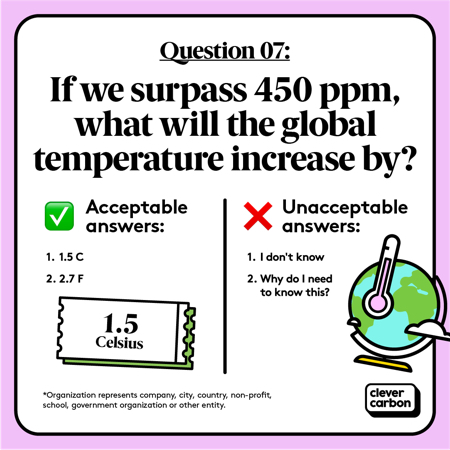 Question 07:
If we surpass 450 ppm,
what will the global
temperature increase by?
Acceptable
answers:
1. 1.5 C
2. 2.7 F
1.5
Celsius
Unacceptable
answers:
1. I don't know
2. Why do I need
to know this?
*Organization represents company, city, country, non-profit,
school, government organization or other entity.
clever
carbon